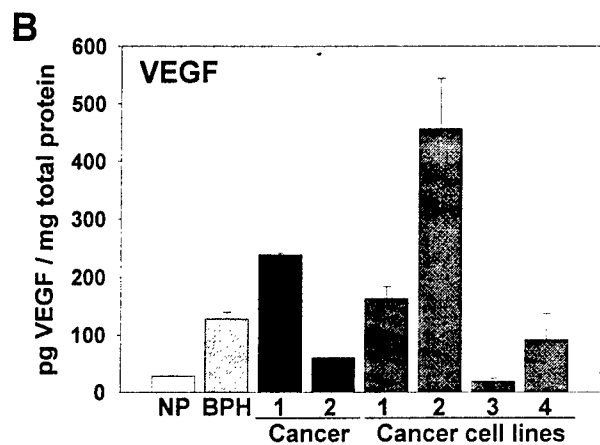 B
VEGF
pg VEGF / mg total protein
600
500
400
300
200
100
0
NP BPH 1 2 1 2 3 4
Cancer Cancer cell lines